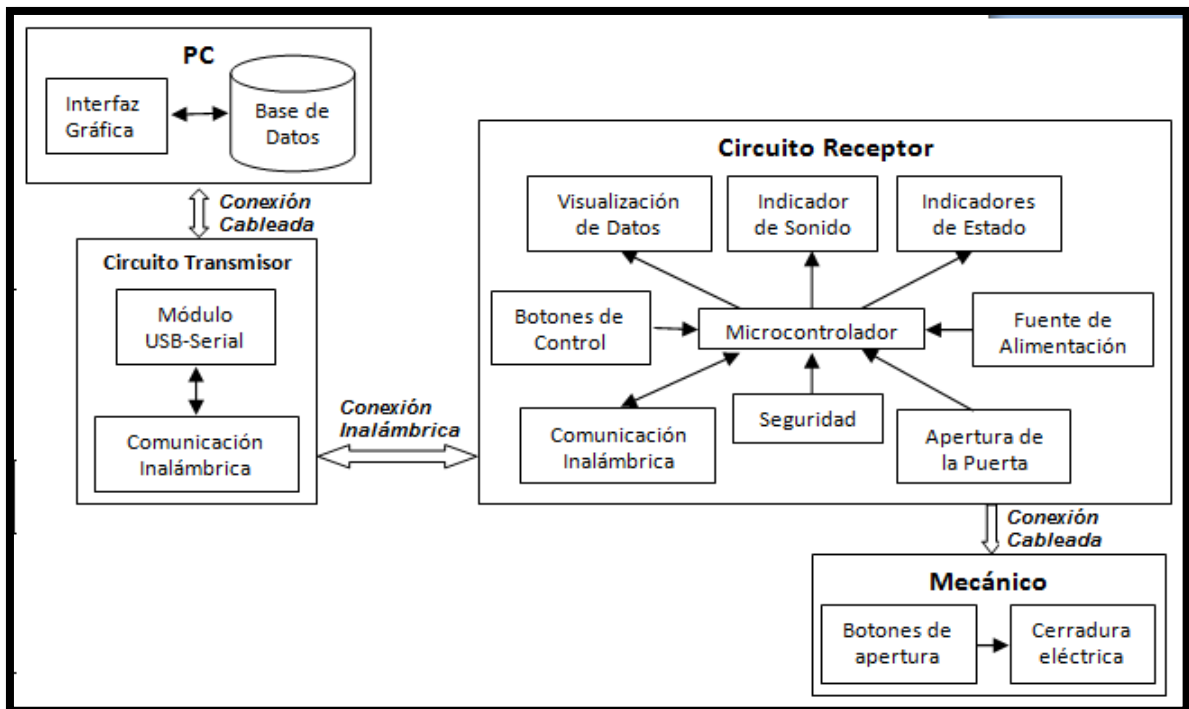 PC
Interfaz
Gráfica
Base de
Datos
Conexión
Cableada
Circuito Transmisor
Módulo
USB-Serial
Comunicación
Inalámbrica
Conexión
Inalámbrica
Circuito Receptor
Visualización
de Datos
Indicador
de Sonido
Indicadores
de Estado
Botones de
Control
Microcontrolador
Fuente de
Alimentación
Comunicación
Inalámbrica
Seguridad
Apertura de
la Puerta
Conexión
Cableada
Mecánico
Botones de
apertura
Cerradura
eléctrica